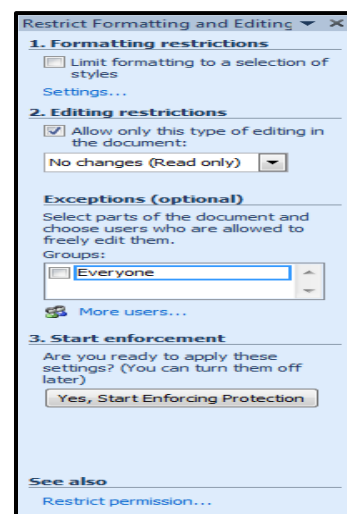 Restrict Formatting and Editing
1. Formatting restrictions
Limit formatting to a selection of
styles
Settings...
2. Editing restrictions
Allow only this type of editing in
the document:
No changes (Read only)
Exceptions (optional)
Select parts of the document and
choose users who are allowed to
freely edit them.
Groups:
Everyone
More users...
3. Start enforcement
Are you ready to apply these
settings? (You can turn them off
later)
Yes, Start Enforcing Protection
See also
Restrict permission...